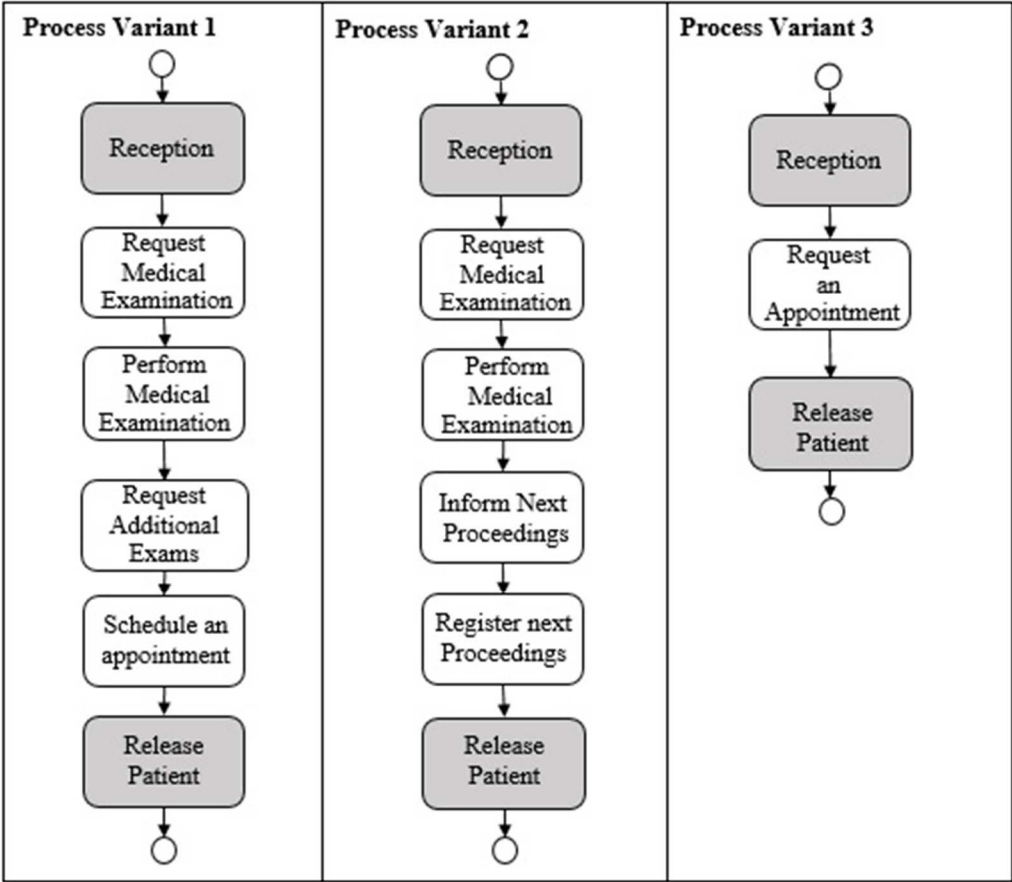 Process Variant 1
Reception
Request
Medical
Examination
Perform
Medical
Examination
Request
Additional
Exams
Schedule an
appointment
Release
Patient
Process Variant 2
Reception
Request
Medical
Examination
Perform
Medical
Examination
Inform Next
Proceedings
Register next
Proceedings
Release
Patient
Process Variant 3
Reception
Request
an
Appointment
Release
Patient